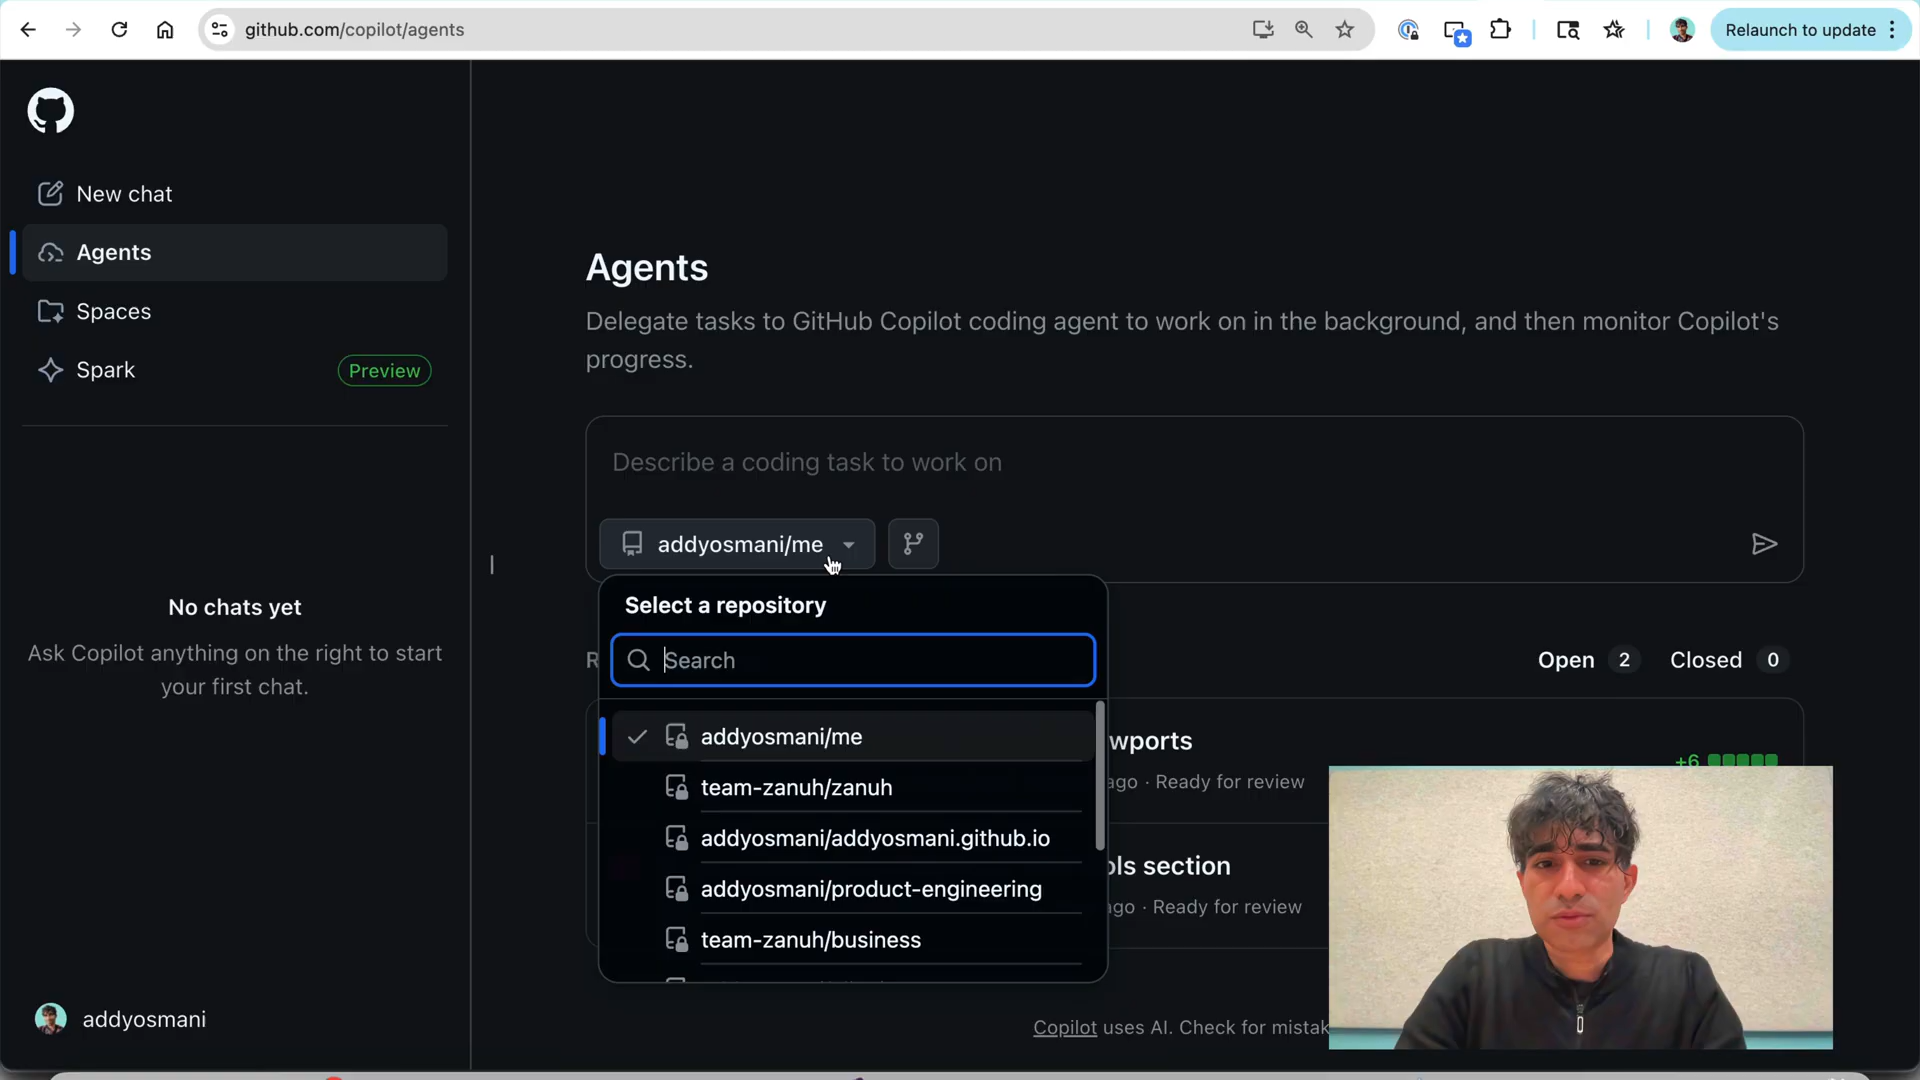 github.com/copilot/agents
Relaunch to update
New chat
Agents
Spaces
Spark
Preview
No chats yet
Ask Copilot anything on the right to start
your first chat.
addyosmani
Agents
Delegate tasks to GitHub Copilot coding agent to work on in the background, and then monitor Copilot's
progress.
Describe a coding task to work on
addyosmani/me
Select a repository
Search
Open 2 Closed 0
addyosmani/me
team-zanuh/zanuh
addyosmani/addyosmani.github.io
addyosmani/product-engineering
team-zanuh/business
wports
ago · Ready for review
+6
ols section
ago · Ready for review
Copilot uses AI. Check for mistak